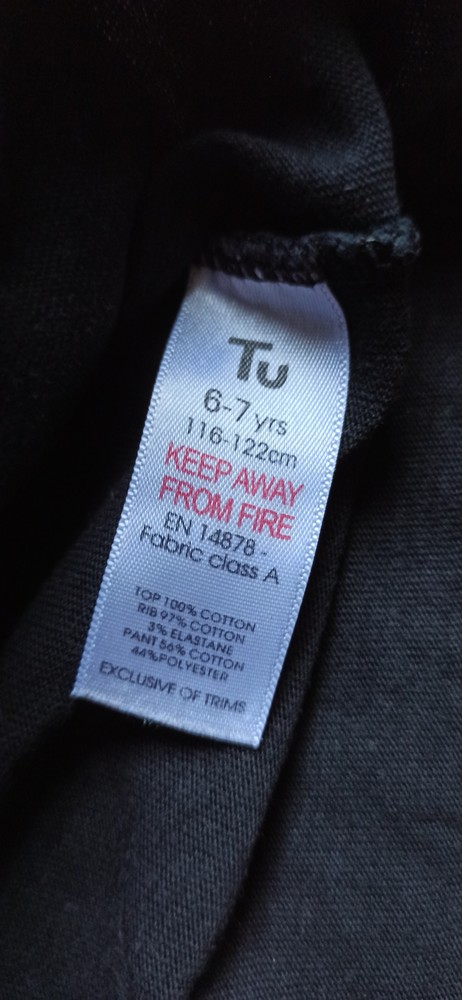 Tu
6-7 yrs
116-122cm
KEEP AWAY
FROM FIRE
EN 14878 -
Fabric class A
TOP 100% COTTON
RIB 97% COTTON
3% ELASTANE
PANT 56% COTTON
44%POLYESTER
EXCLUSIVE OF TRIMS